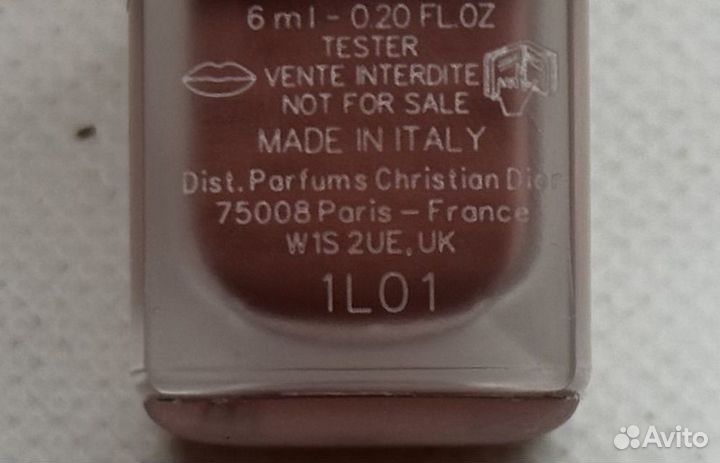 6 ml - 0.20 FL.OZ
TESTER
VENTE INTERDITE
NOT FOR SALE
MADE IN ITALY
Dist. Parfums Christian Dior
75008 Paris - France
W1S 2UE, UK
1L01
Avito